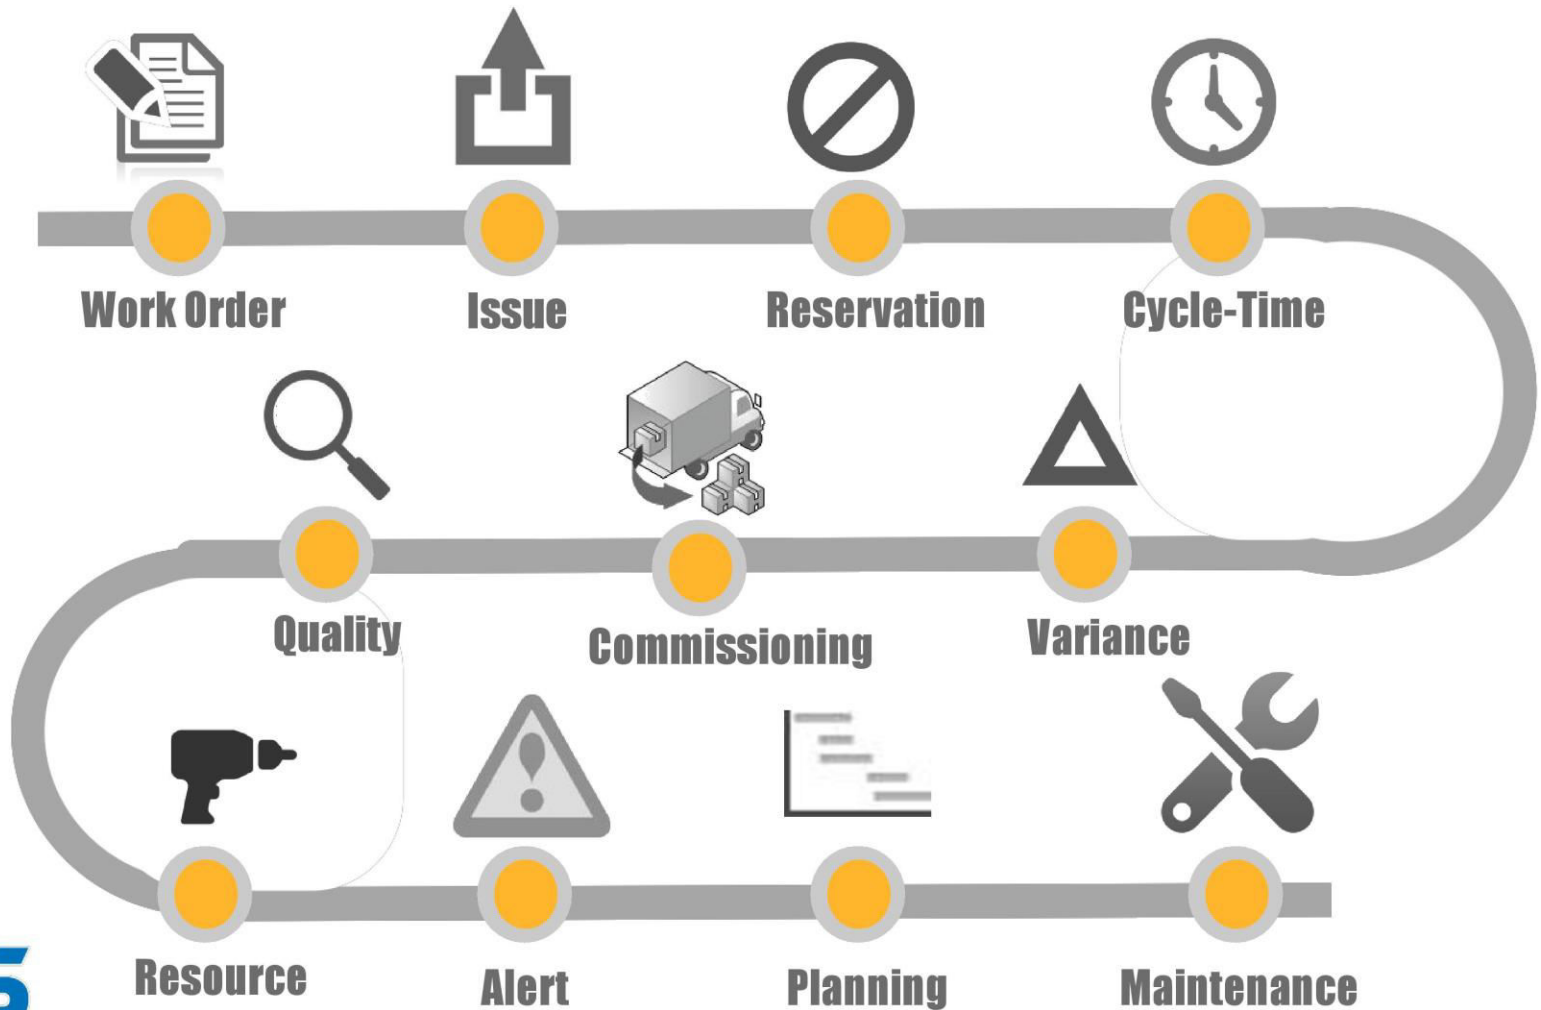 Work Order
Issue
Reservation
Cycle-Time
Quality
Commissioning
Variance
Resource
Alert
Planning
Maintenance